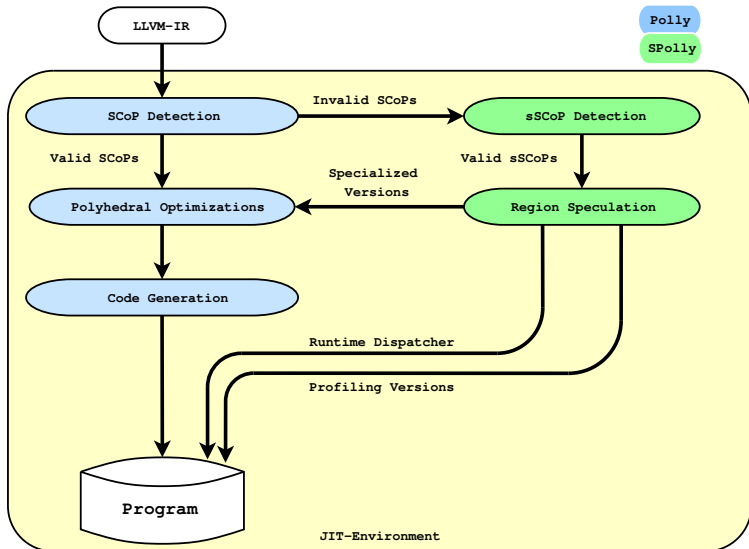 LLVM-IR
Polly
SPolly
SCoP Detection
Invalid SCoPs
sSCoP Detection
Valid SCoPs
Valid sSCoPs
Specialized
Versions
Polyhedral Optimizations
Region Speculation
Code Generation
Runtime Dispatcher
Profiling Versions
Program
JIT-Environment